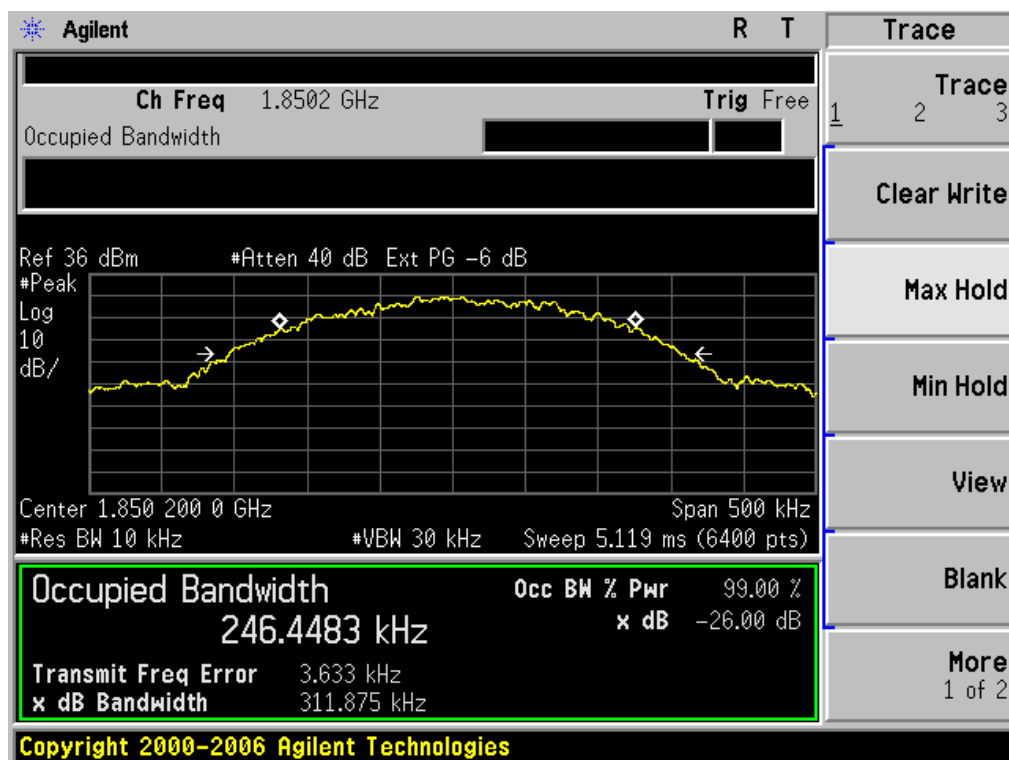 Agilent R T Trace
Ch Freq 1.8502 GHz Trig Free
Occupied Bandwidth
Trace
1 2 3
Clear Write
Max Hold
Min Hold
View
Blank
More
1 of 2
Ref 36 dBm #Atten 40 dB Ext PG -6 dB
#Peak
Log
10
dB/
Center 1.850 200 0 GHz Span 500 kHz
#Res BW 10 kHz #VBW 30 kHz Sweep 5.119 ms (6400 pts)
Occupied Bandwidth Occ BW % Pwr 99.00 %
246.4483 kHz x dB -26.00 dB
Transmit Freq Error 3.633 kHz
x dB Bandwidth 311.875 kHz
Copyright 2000-2006 Agilent Technologies